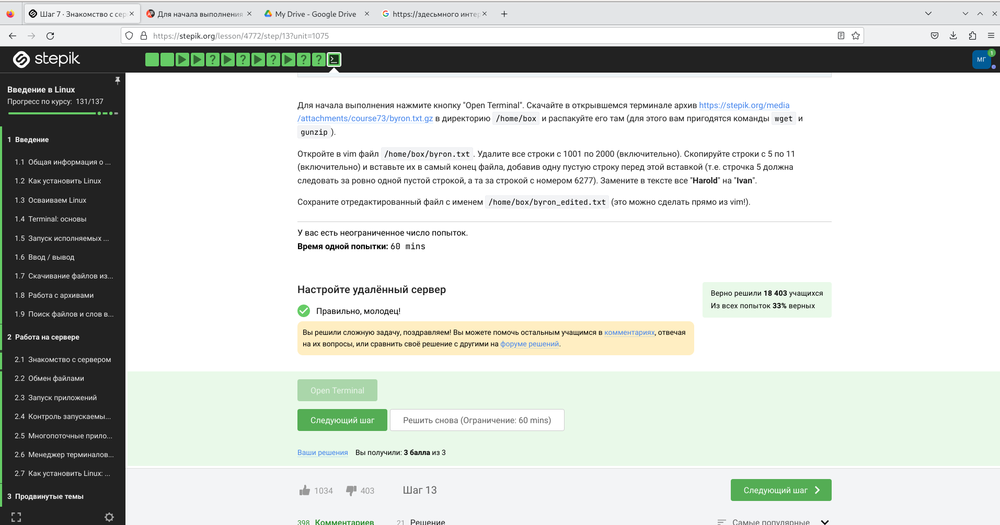 Шаг 7 · Знакомство с сер
Для начала выполнения
My Drive - Google Drive
https://здесьмного интер
https://stepik.org/lesson/4772/step/13?unit=1075
stepik
? ? ? ? ?
МГ
1
Введение в Linux
Прогресс по курсу: 131/137
1 Введение
1.1 Общая информация о ...
1.2 Как установить Linux
1.3 Осваиваем Linux
1.4 Terminal: основы
1.5 Запуск исполняемых ...
1.6 Ввод / вывод
1.7 Скачивание файлов из...
1.8 Работа с архивами
1.9 Поиск файлов и слов в...
2 Работа на сервере
2.1 Знакомство с сервером
2.2 Обмен файлами
2.3 Запуск приложений
2.4 Контроль запускаемы...
2.5 Многопоточные прило...
2.6 Менеджер терминалов...
2.7 Как установить Linux: ...
3 Продвинутые темы
Для начала выполнения нажмите кнопку "Open Terminal". Скачайте в открывшемся терминале архив https://stepik.org/media
/attachments/course73/byron.txt.gz в директорию /home/box и распакуйте его там (для этого вам пригодятся команды wget и
gunzip ).
Откройте в vim файл /home/box/byron.txt . Удалите все строки с 1001 по 2000 (включительно). Скопируйте строки с 5 по 11
(включительно) и вставьте их в самый конец файла, добавив одну пустую строку перед этой вставкой (т.е. строчка 5 должна
следовать за ровно одной пустой строкой, а та за строкой с номером 6277). Замените в тексте все "Harold" на "Ivan".
Сохраните отредактированный файл с именем /home/box/byron_edited.txt (это можно сделать прямо из vim!).
У вас есть неограниченное число попыток.
Время одной попытки: 60 mins
Настройте удалённый сервер
Правильно, молодец!
Вы решили сложную задачу, поздравляем! Вы можете помочь остальным учащимся в комментариях, отвечая
на их вопросы, или сравнить своё решение с другими на форуме решений.
Верно решили 18 403 учащихся
Из всех попыток 33% верных
Open Terminal
Следующий шаг
Решить снова (Ограничение: 60 mins)
Ваши решения Вы получили: 3 балла из 3
1034 403 Шаг 13
Следующий шаг
398 Комментариев 21 Решение
Самые популярные